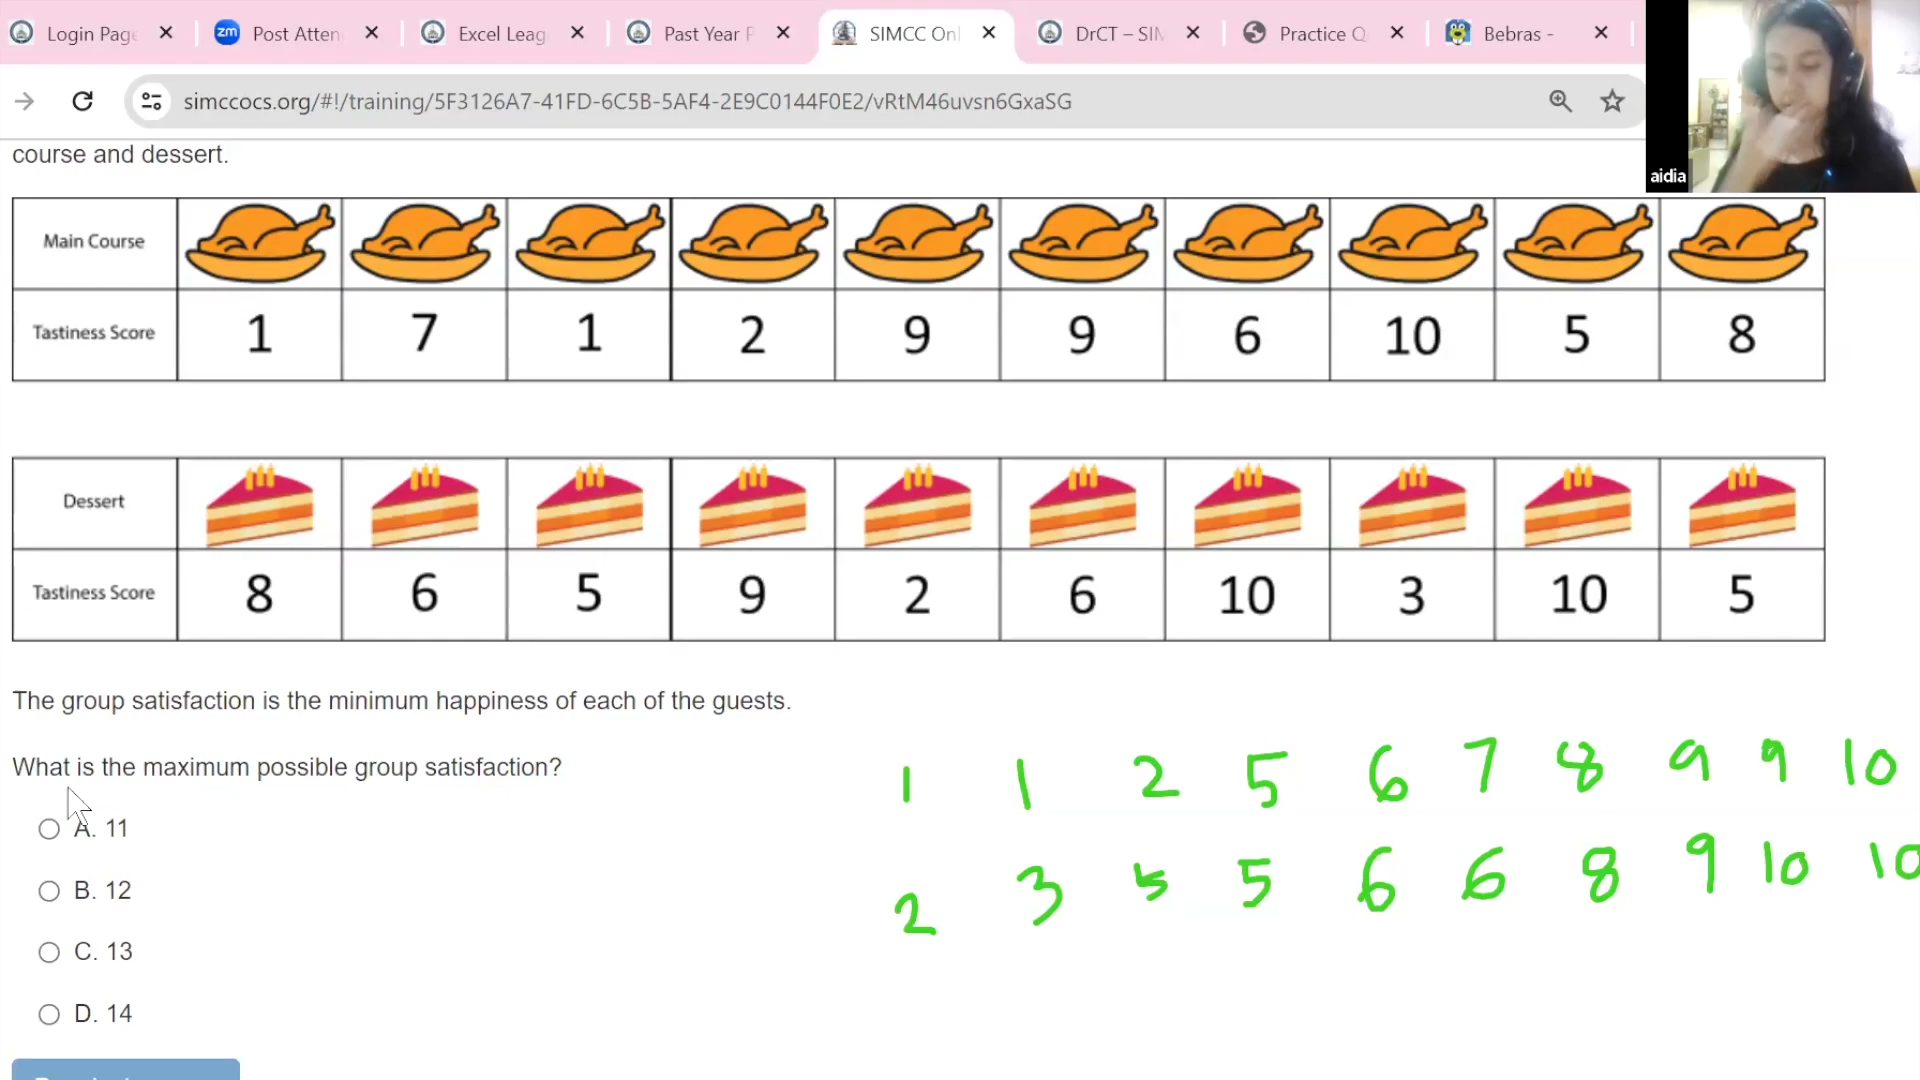 Login Page Post Atten Excel Leag Past Year P SIMCC Onl DrCT – SIM Practice Q Bebras -
simccocs.org/#!/training/5F3126A7-41FD-6C5B-5AF4-2E9C0144F0E2/vRtM46uvsn6GxaSG
aidia
course and dessert.
Main Course
Tastiness Score 1 7 1 2 9 9 6 10 5 8
Dessert
Tastiness Score 8 6 5 9 2 6 10 3 10 5
The group satisfaction is the minimum happiness of each of the guests.
What is the maximum possible group satisfaction?
1 1 2 5 6 7 8 9 9 10
A. 11
2 3 5 5 6 6 8 9 10 10
B. 12
C. 13
D. 14